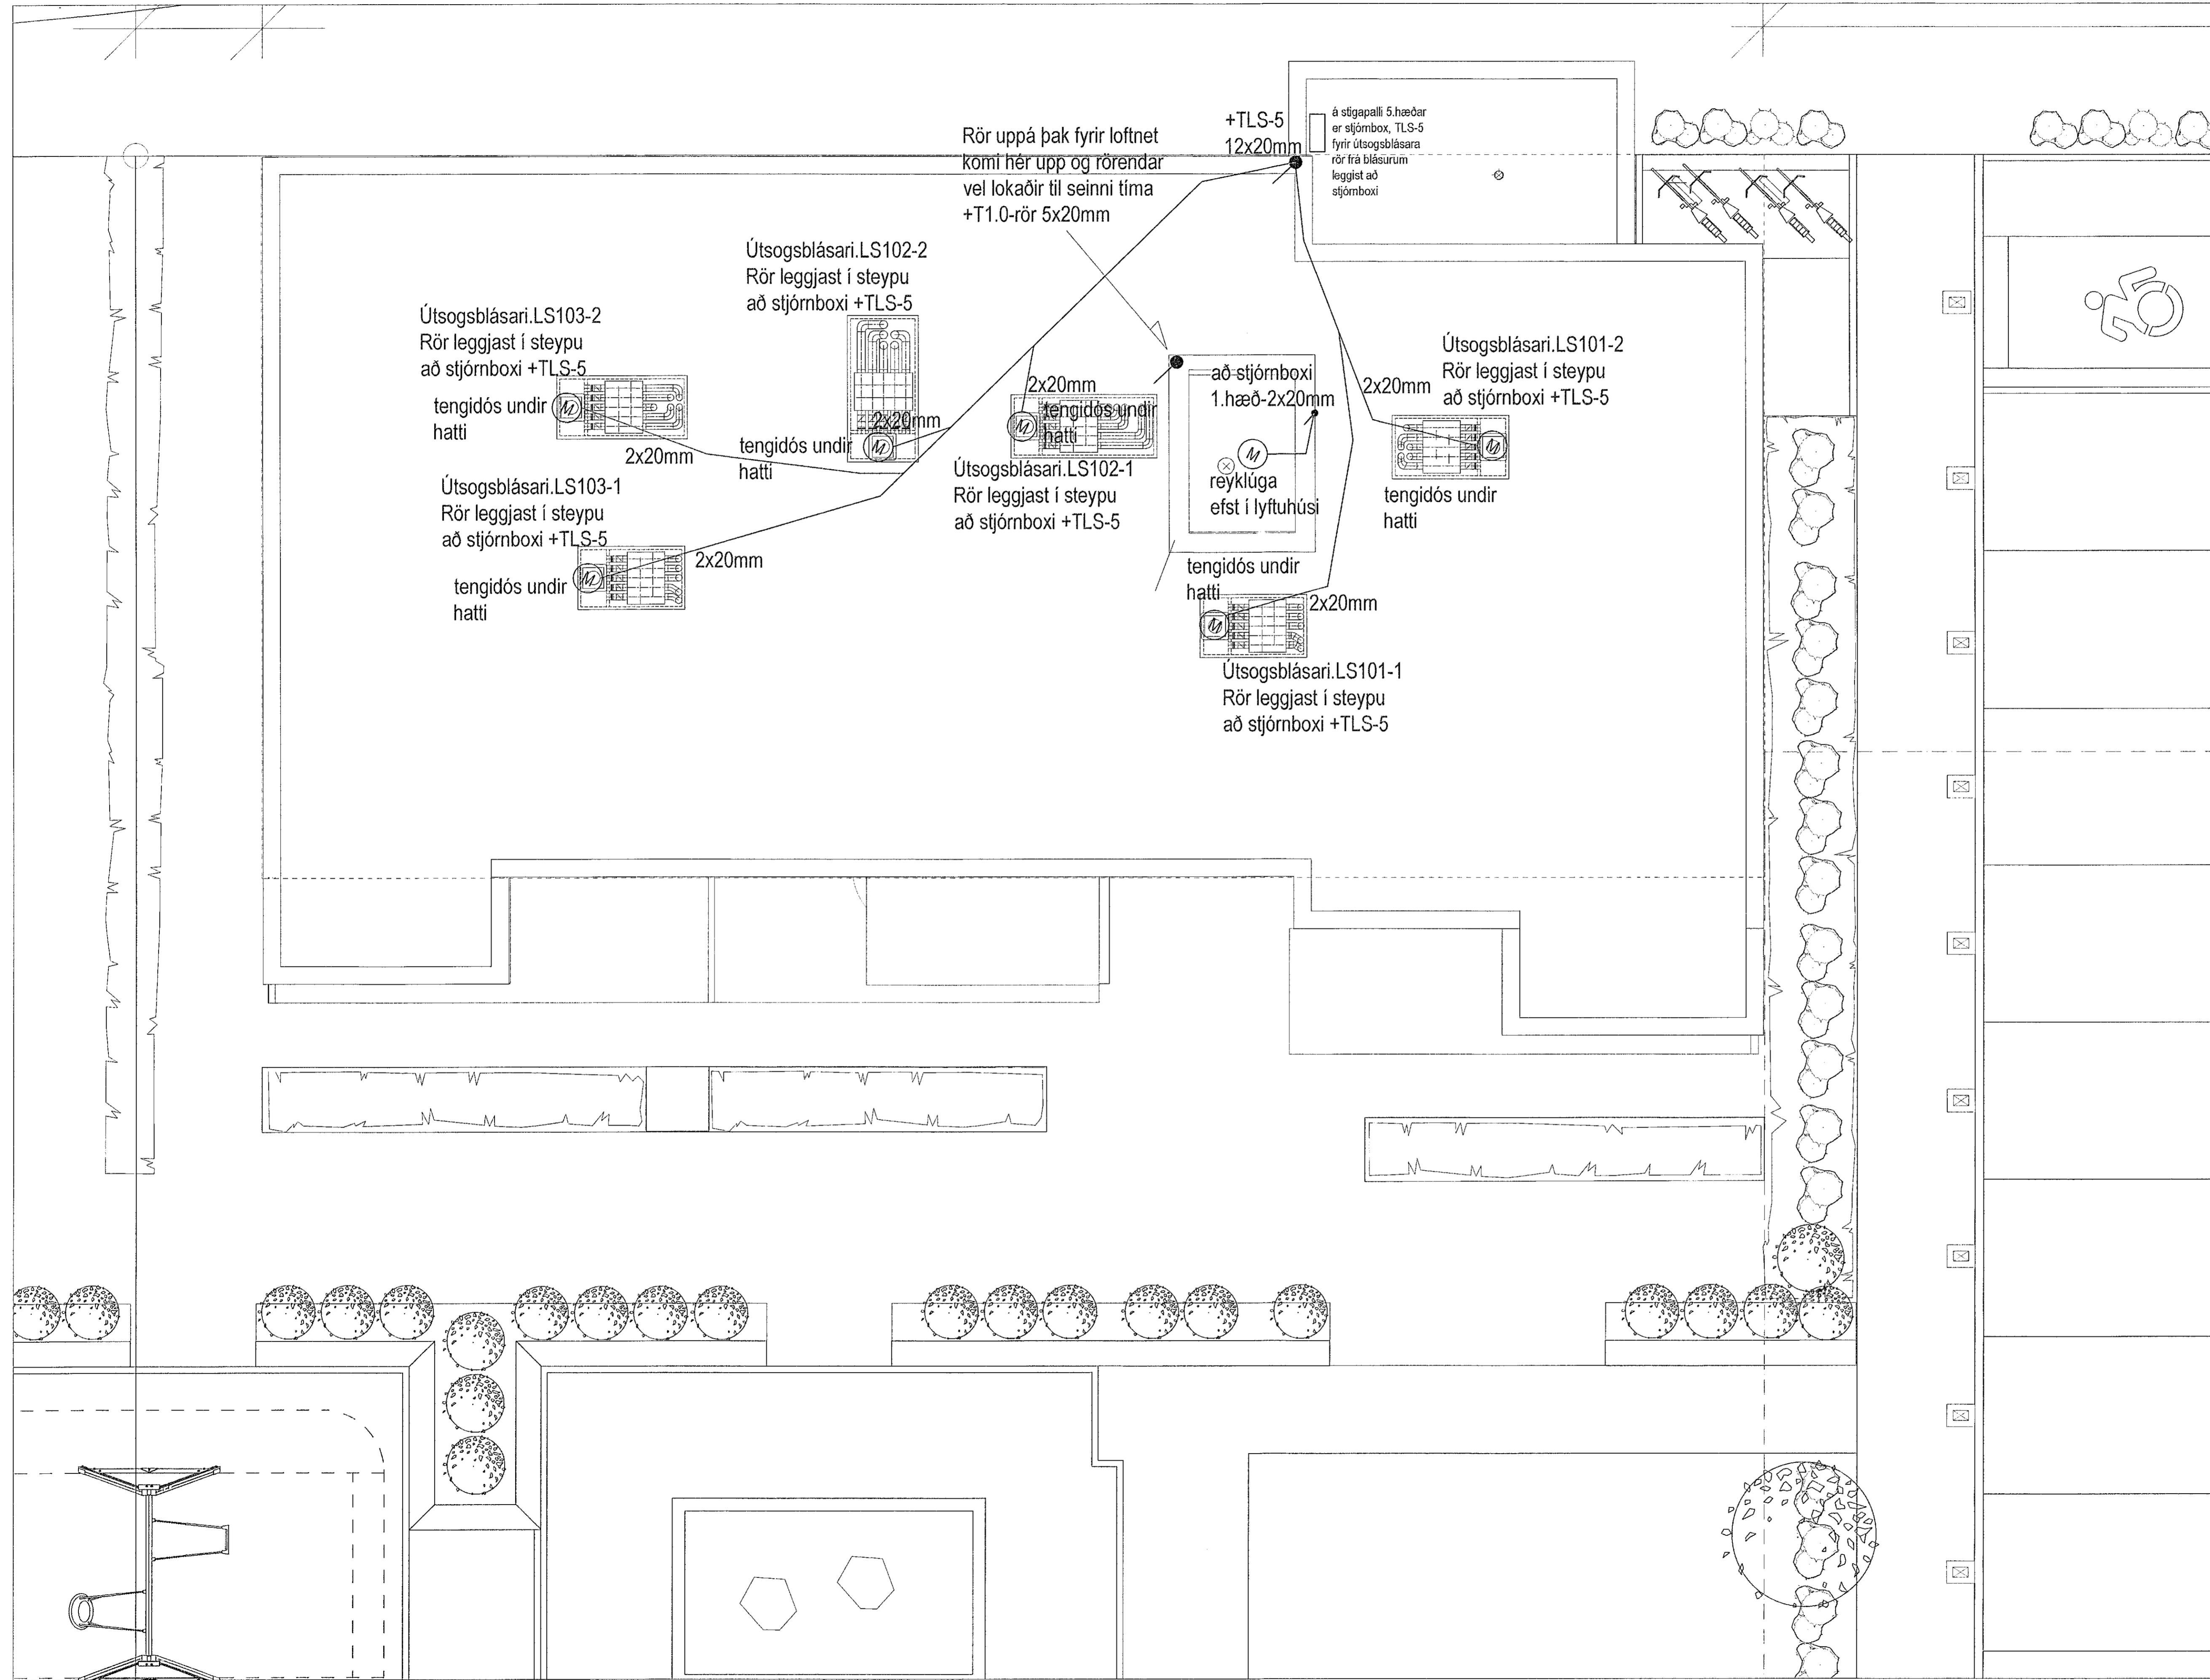 +TLS-5
12x20mm
á stigapalli 5.hæðar
er stjórnbox, TLS-5
fyrir útsogsblásara
rör frá blásurum
leggist að
stjórnboxi
Rör uppá þak fyrir loftnet
komi hér upp og rörendar
vel lokaðir til seinni tíma
+T1.0-rör 5x20mm
Útsogsblásari.LS102-2
Rör leggjast í steypu
að stjórnboxi +TLS-5
Útsogsblásari.LS103-2
Rör leggjast í steypu
að stjórnboxi +TLS-5
tengidós undir
hatti
M
2x20mm
tengidós undir
hatti
2x20mm
M
2x20mm
tengidós undir
hatti
M
Útsogsblásari.LS102-1
Rör leggjast í steypu
að stjórnboxi +TLS-5
að stjórnboxi
1.hæð-2x20mm
M
reyklúga
efst í lyftuhúsi
Útsogsblásari.LS101-2
Rör leggjast í steypu
að stjórnboxi +TLS-5
2x20mm
M
tengidós undir
hatti
Útsogsblásari.LS103-1
Rör leggjast í steypu
að stjórnboxi +TLS-5
2x20mm
M
tengidós undir
hatti
tengidós undir
hatti
2x20mm
M
Útsogsblásari.LS101-1
Rör leggjast í steypu
að stjórnboxi +TLS-5